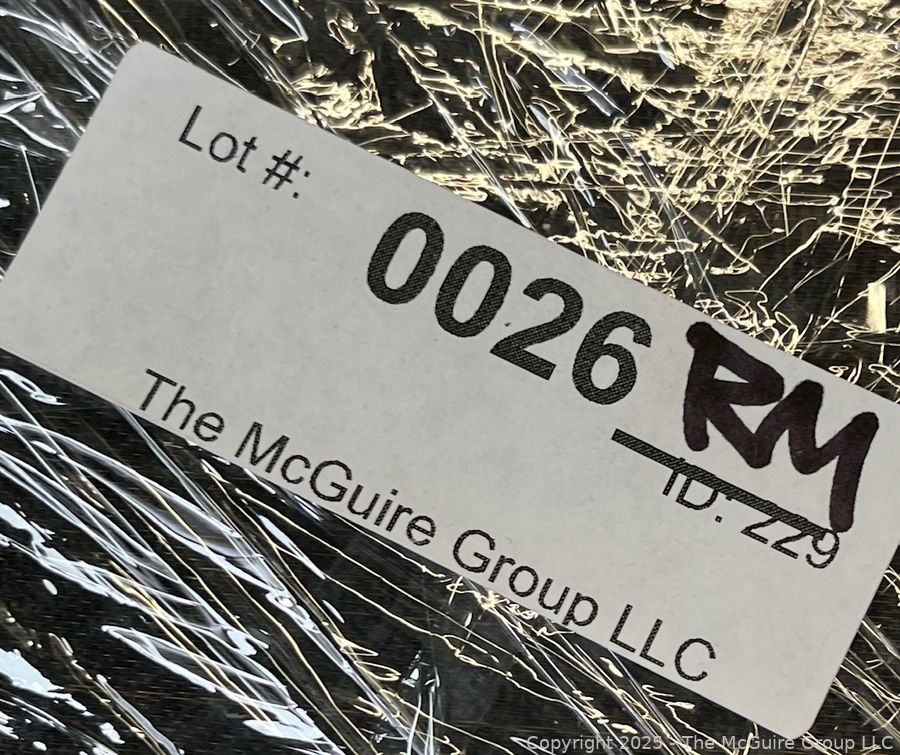 Lot #:
0026
RM
ID: 229
The McGuire Group LLC
Copyright 2025 - The McGuire Group LLC